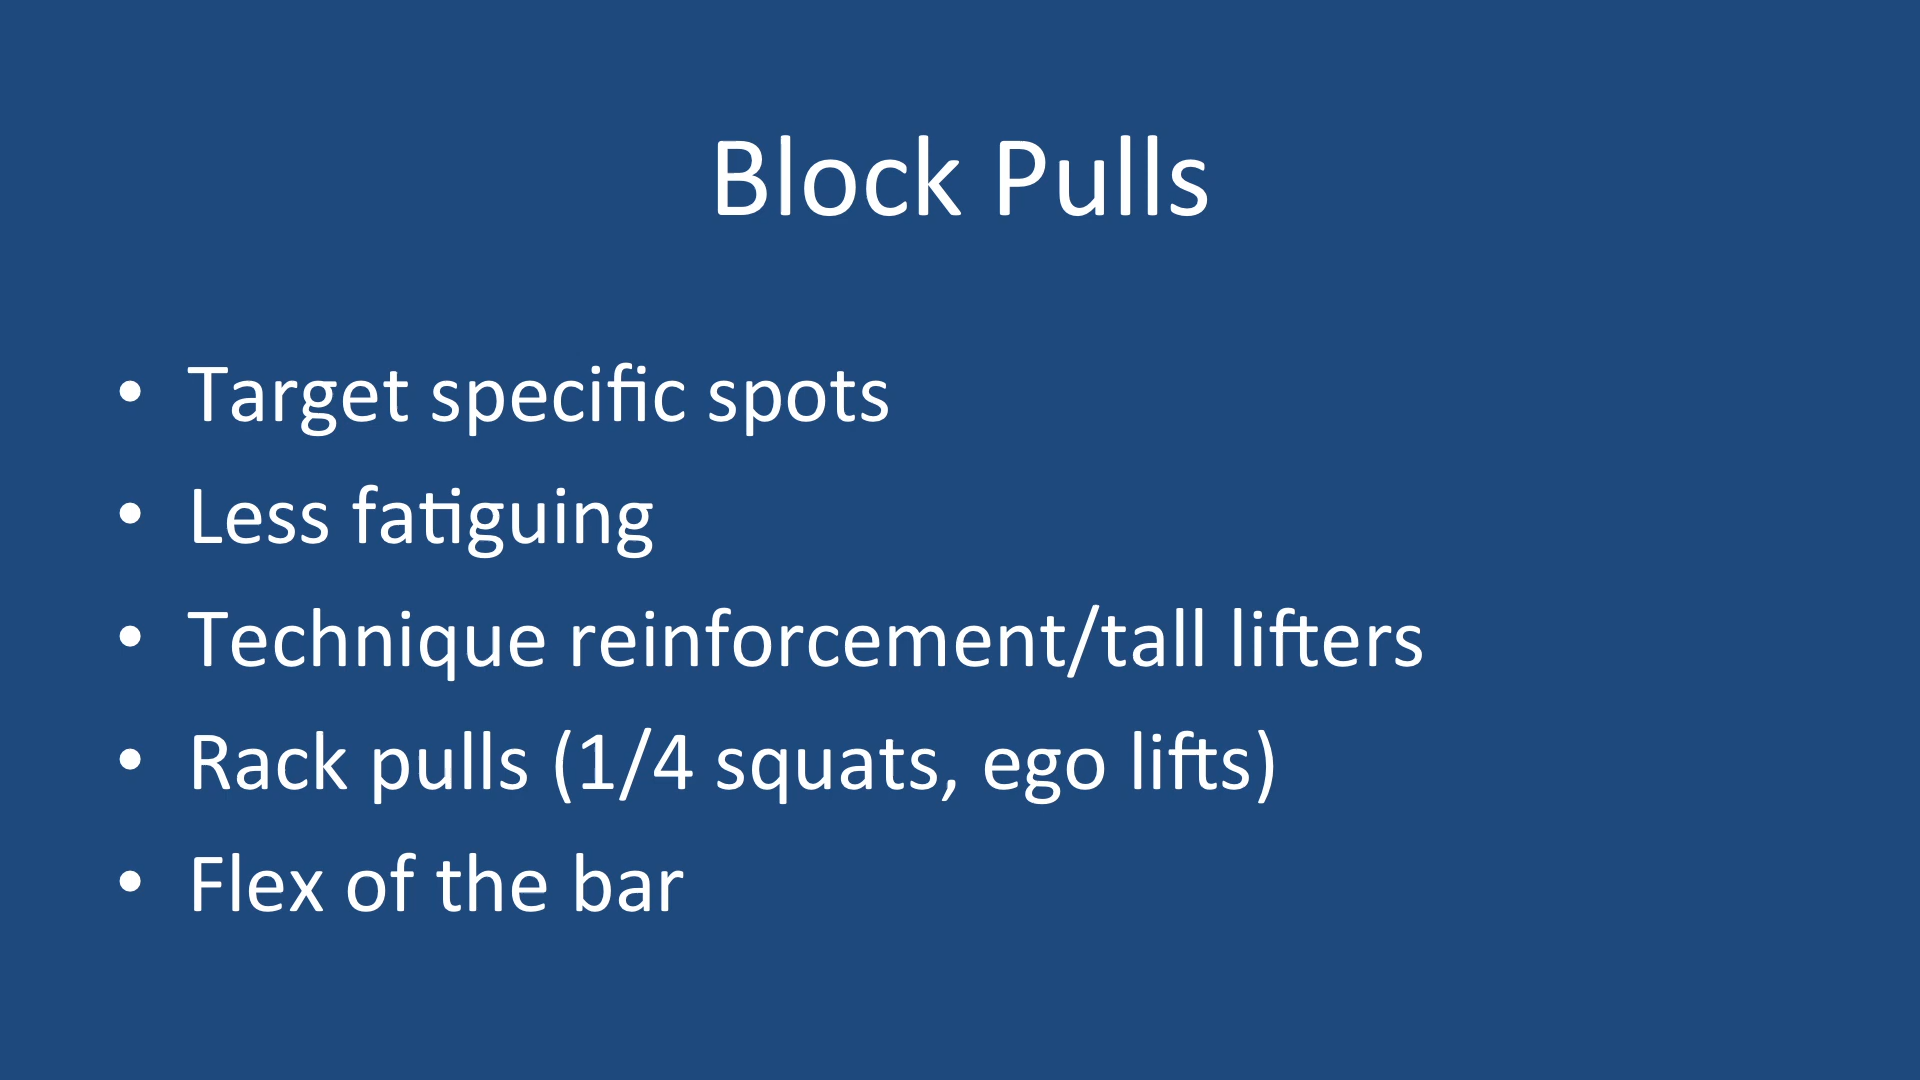 Block Pulls
• Target specific spots
• Less fatiguing
• Technique reinforcement/tall lifters
• Rack pulls (1/4 squats, ego lifts)
• Flex of the bar